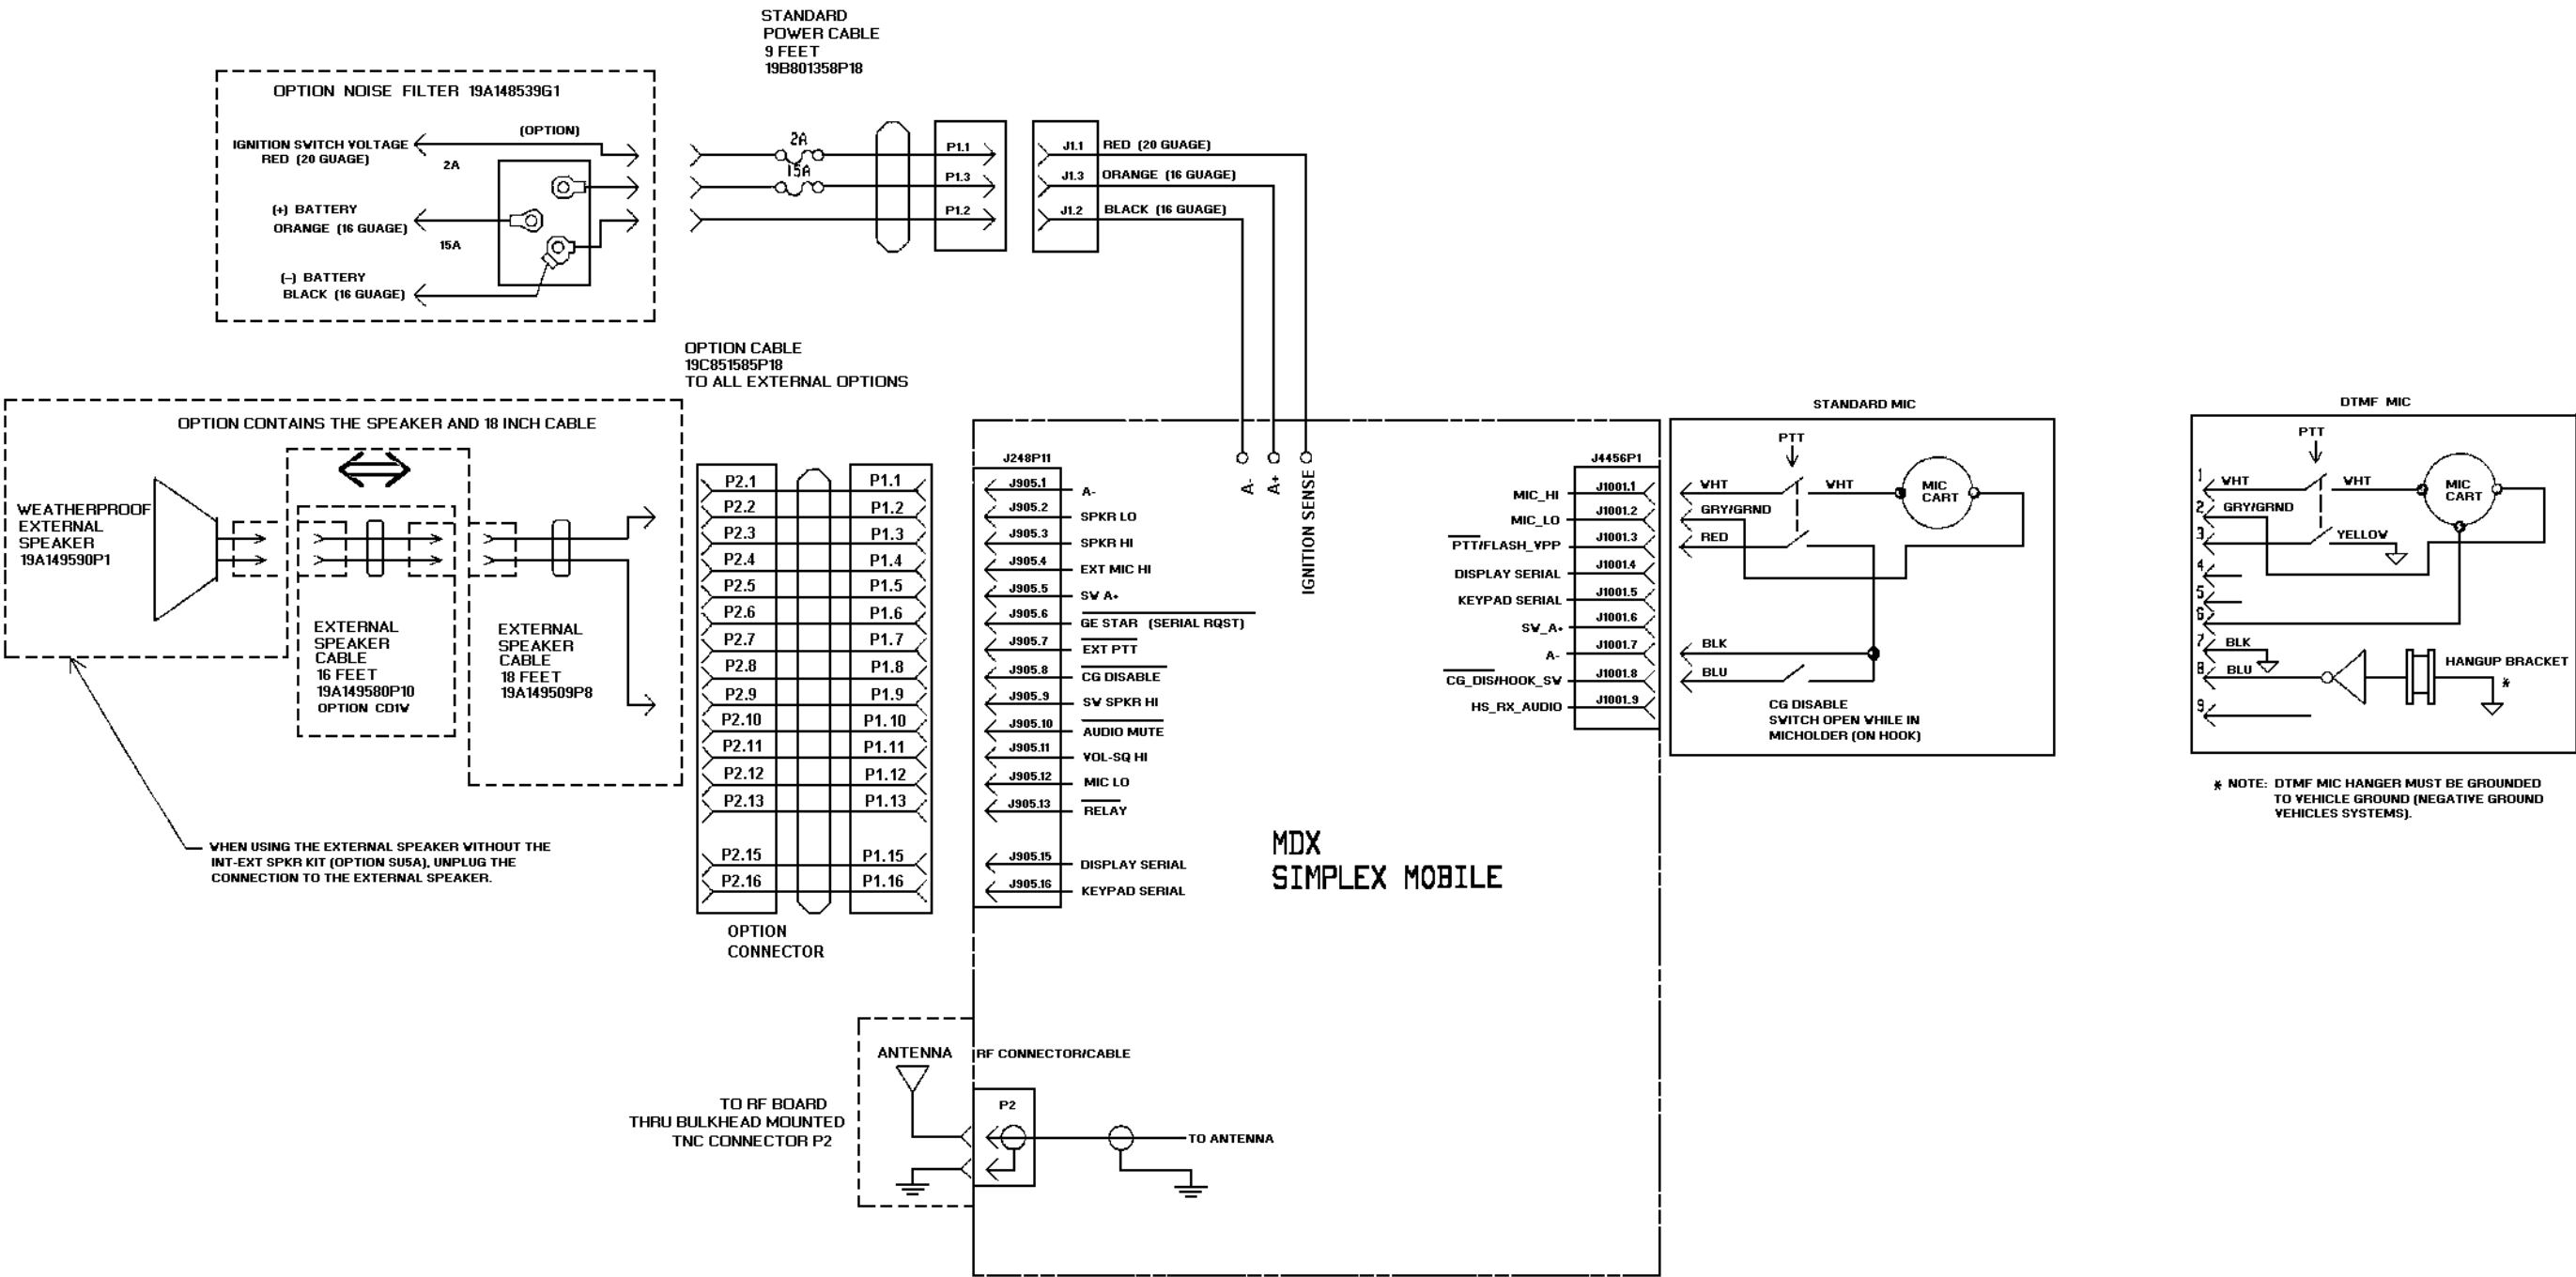 STANDARD
POWER CABLE
9 FEET
19B801358P18
OPTION NOISE FILTER 19A148539G1
(OPTION)
IGNITION SWITCH VOLTAGE
RED (20 GUAGE)
2A
(+) BATTERY
ORANGE (16 GUAGE)
15A
(-) BATTERY
BLACK (16 GUAGE)
2A
15A
P1.1
P1.3
P1.2
J1.1
J1.3
J1.2
RED (20 GUAGE)
ORANGE (16 GUAGE)
BLACK (16 GUAGE)
OPTION CABLE
19C851585P18
TO ALL EXTERNAL OPTIONS
OPTION CONTAINS THE SPEAKER AND 18 INCH CABLE
WEATHERPROOF
EXTERNAL
SPEAKER
19A149590P1
EXTERNAL
SPEAKER
CABLE
16 FEET
19A149580P10
OPTION CD1V
EXTERNAL
SPEAKER
CABLE
18 FEET
19A149509P8
WHEN USING THE EXTERNAL SPEAKER WITHOUT THE
INT-EXT SPKR KIT (OPTION SU5A), UNPLUG THE
CONNECTION TO THE EXTERNAL SPEAKER.
P2.1
P2.2
P2.3
P2.4
P2.5
P2.6
P2.7
P2.8
P2.9
P2.10
P2.11
P2.12
P2.13
P2.15
P2.16
P1.1
P1.2
P1.3
P1.4
P1.5
P1.6
P1.7
P1.8
P1.9
P1.10
P1.11
P1.12
P1.13
P1.15
P1.16
OPTION
CONNECTOR
J248P11
J905.1 A-
J905.2 SPKR LO
J905.3 SPKR HI
J905.4 EXT MIC HI
J905.5 SW A+
J905.6 GE STAR (SERIAL RQST)
J905.7 EXT PTT
J905.8 CG DISABLE
J905.9 SW SPKR HI
J905.10 AUDIO MUTE
J905.11 VOL-SQ HI
J905.12 MIC LO
J905.13 RELAY
J905.15 DISPLAY SERIAL
J905.16 KEYPAD SERIAL
A-
A+
IGNITION SENSE
MDX
SIMPLEX MOBILE
J4456P1
MIC_HI J1001.1
MIC_LO J1001.2
PTT/FLASH_VPP J1001.3
DISPLAY SERIAL J1001.4
KEYPAD SERIAL J1001.5
SW_A+ J1001.6
A- J1001.7
CG_DIS/HOOK_SW J1001.8
HS_RX_AUDIO J1001.9
STANDARD MIC
PTT
WHT
WHT
MIC
CART
GRY/GRND
RED
BLK
BLU
CG DISABLE
SWITCH OPEN WHILE IN
MICHOLDER (ON HOOK)
DTMF MIC
PTT
1 WHT
WHT
MIC
CART
2 GRY/GRND
3
YELLOW
4
5
6
7 BLK
8 BLU
9
HANGUP BRACKET
*
* NOTE: DTMF MIC HANGER MUST BE GROUNDED
TO VEHICLE GROUND (NEGATIVE GROUND
VEHICLES SYSTEMS).
ANTENNA
RF CONNECTOR/CABLE
P2
TO RF BOARD
THRU BULKHEAD MOUNTED
TNC CONNECTOR P2
TO ANTENNA